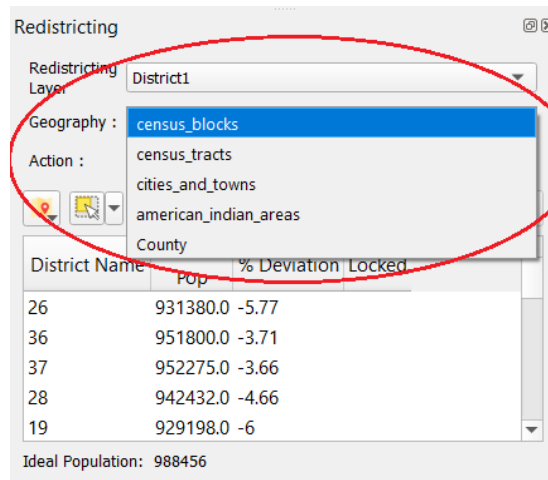 Redistricting
Redistricting
Layer
District1
Geography :
census_blocks
census_tracts
Action :
cities_and_towns
american_indian_areas
County
District Name Pop % Deviation Locked
26 931380.0 -5.77
36 951800.0 -3.71
37 952275.0 -3.66
28 942432.0 -4.66
19 929198.0 -6
Ideal Population: 988456